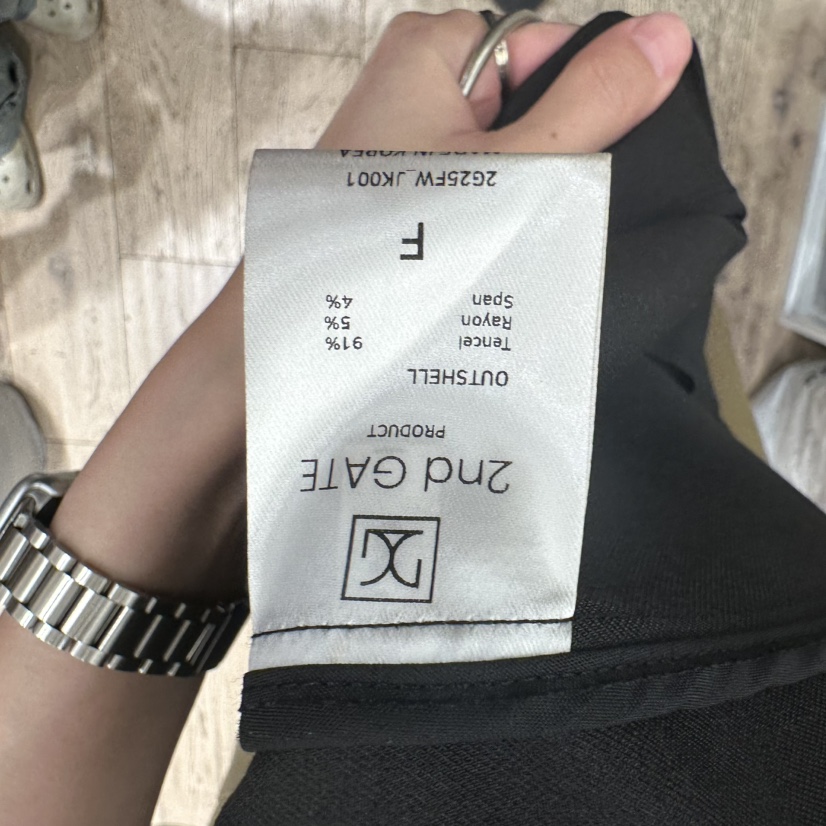 2nd GATE
PRODUCT
OUTSHELL
Tencel 91%
Rayon 5%
Span 4%
F
2G25FW_JK001
MADE IN KOREA